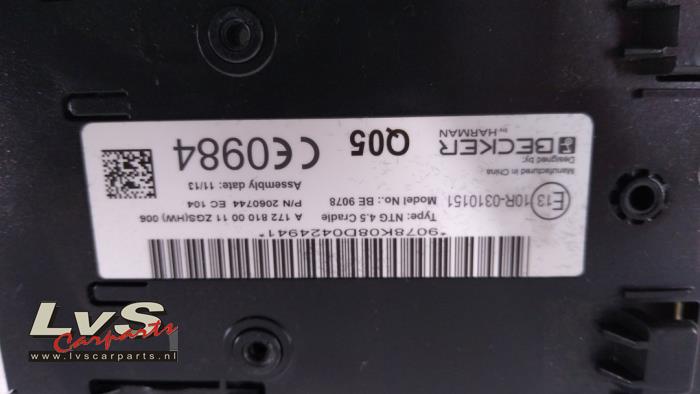 *9078K08D0424941*
Type: NTG 4.5 Cradle
A 172 810 00 11 ZGS(HW) 006
Model No.: BE 9078
P/N 2060744 EC 104
Assembly date: 11/13
E13 10R-0310151
Manufactured in China
Designed by:
BECKER
by HARMAN
Q05
CE0984
LvS
Carparts
www.lvscarparts.nl